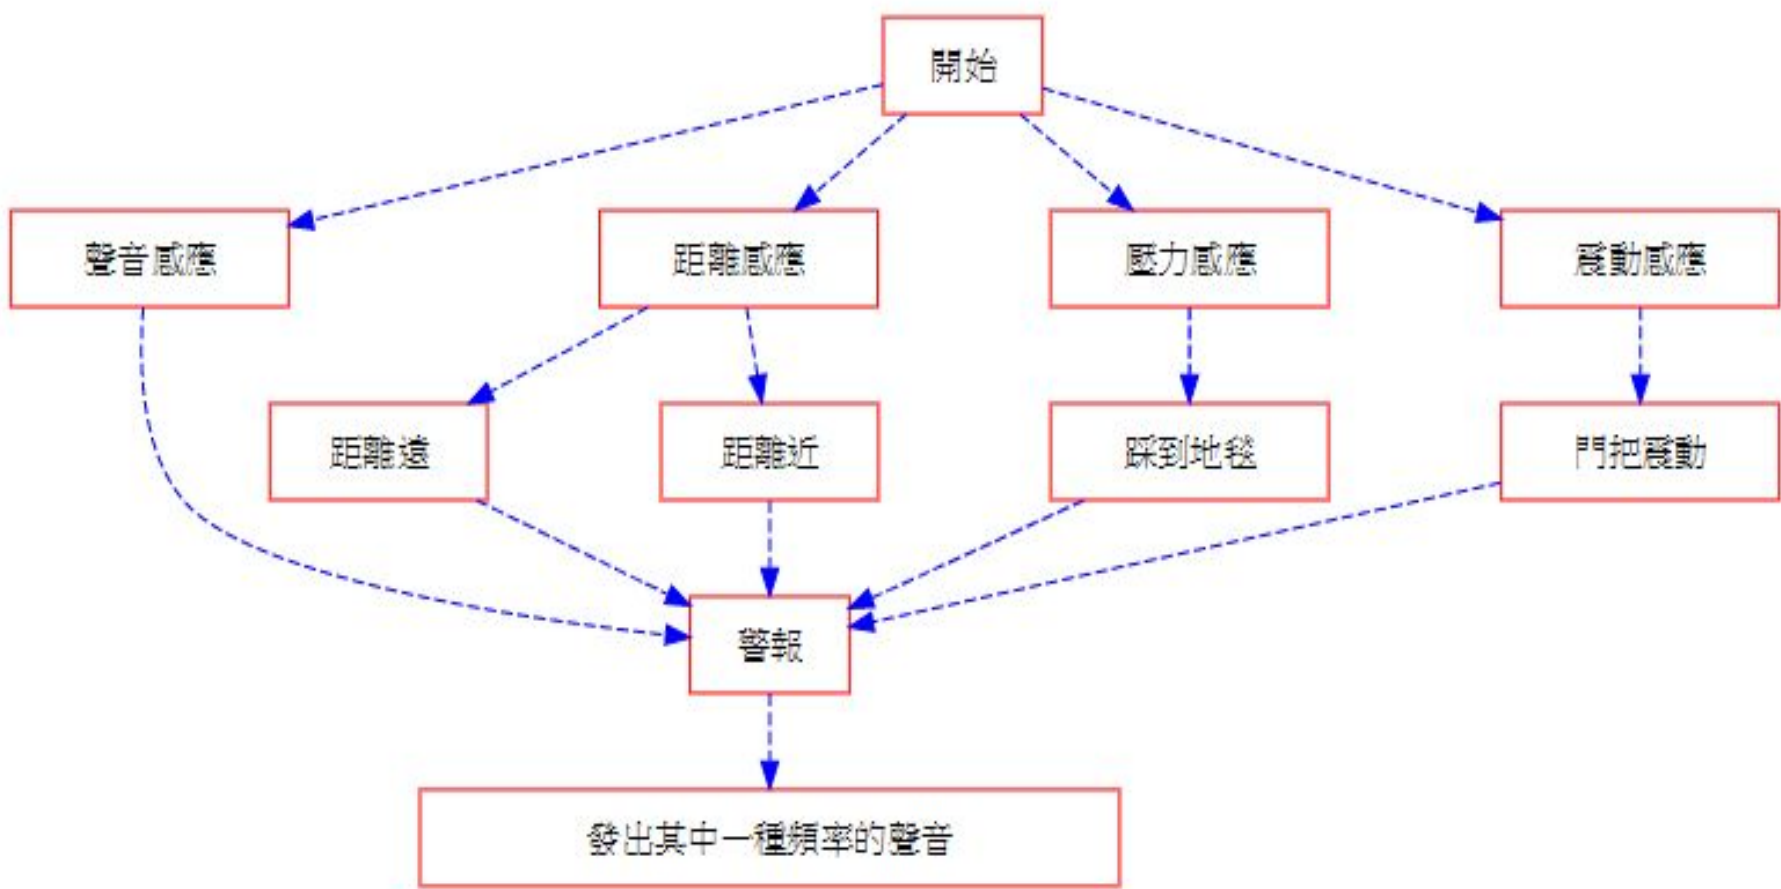 開始
聲音感應
距離感應
壓力感應
震動感應
距離遠
距離近
踩到地毯
門把震動
警報
發出其中一種頻率的聲音